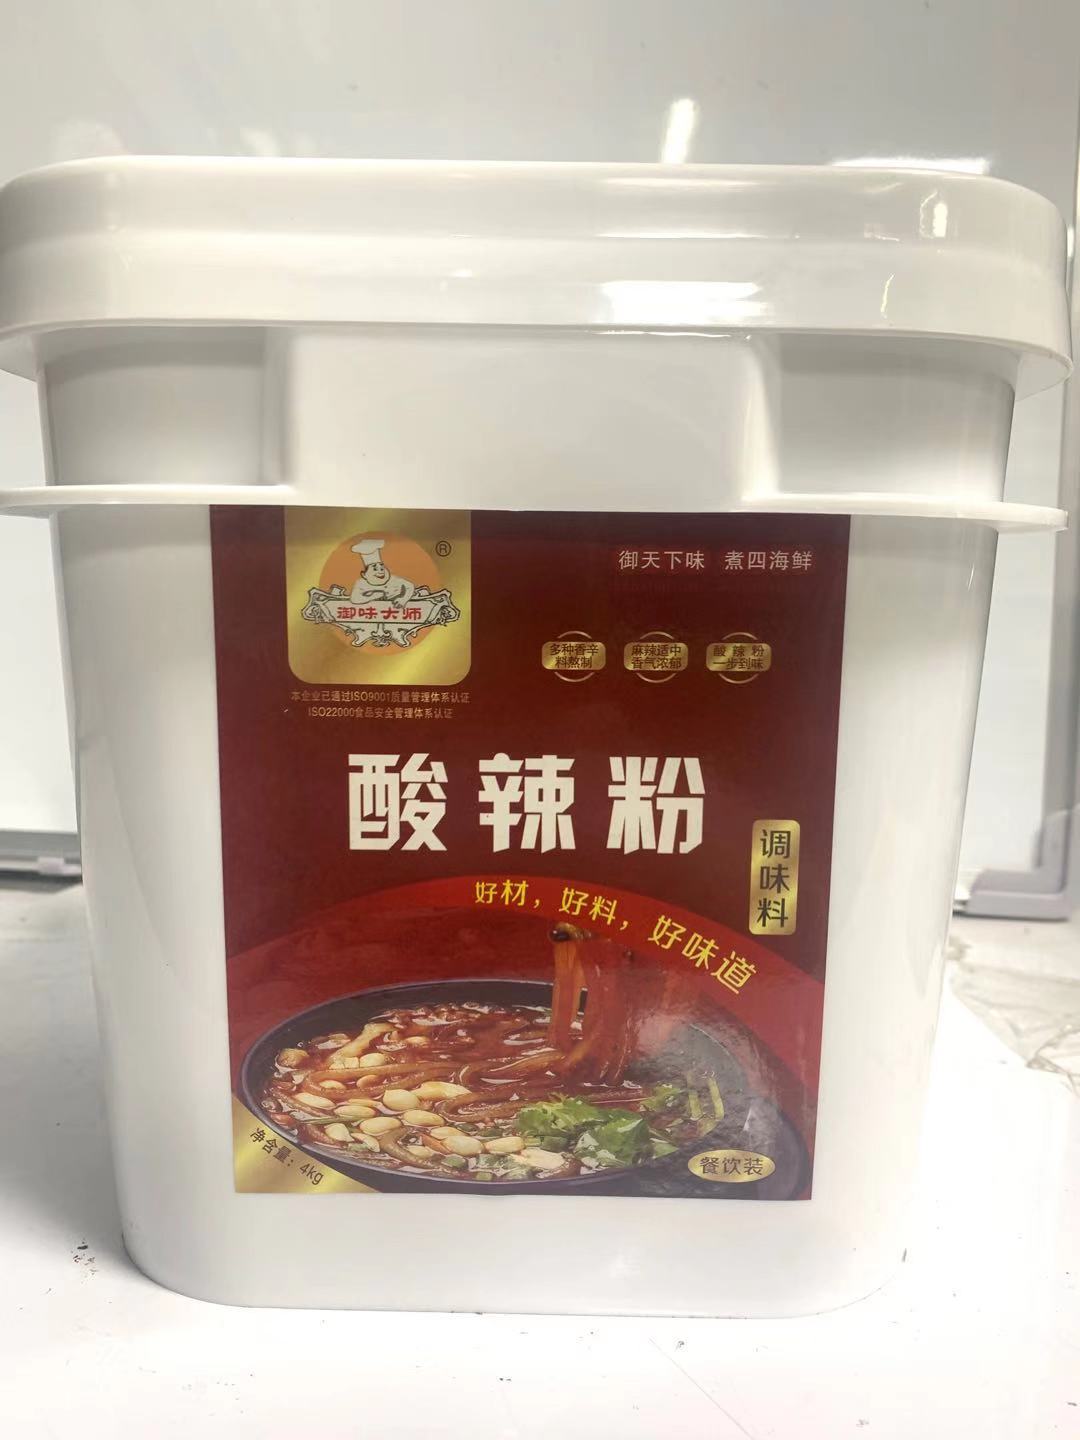 御味大师
®
御天下味 煮四海鲜
多种香辛
料熬制
麻辣适中
香气浓郁
酸辣粉
一步到味
本企业已通过ISO9001质量管理体系认证
ISO22000食品安全管理体系认证
酸辣粉
调味料
好材，好料，好味道
净含量：4kg
餐饮装